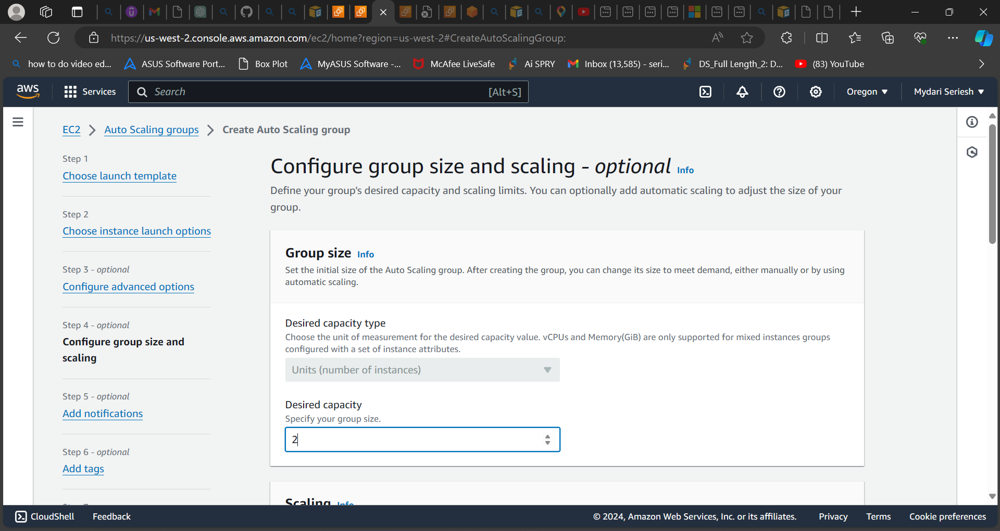 https://us-west-2.console.aws.amazon.com/ec2/home?region=us-west-2#CreateAutoScalingGroup:
how to do video ed... ASUS Software Port... Box Plot MyASUS Software -... McAfee LiveSafe Ai SPRY Inbox (13,585) - seri... DS_Full Length_2: D... (83) YouTube
aws Services Search [Alt+S] Oregon Mydari Seriesh
EC2 Auto Scaling groups Create Auto Scaling group
Step 1
Choose launch template
Step 2
Choose instance launch options
Step 3 - optional
Configure advanced options
Step 4 - optional
Configure group size and
scaling
Step 5 - optional
Add notifications
Step 6 - optional
Add tags
Configure group size and scaling - optional Info
Define your group's desired capacity and scaling limits. You can optionally add automatic scaling to adjust the size of your
group.
Group size Info
Set the initial size of the Auto Scaling group. After creating the group, you can change its size to meet demand, either manually or by using
automatic scaling.
Desired capacity type
Choose the unit of measurement for the desired capacity value. vCPUs and Memory(GiB) are only supported for mixed instances groups
configured with a set of instance attributes.
Units (number of instances)
Desired capacity
Specify your group size.
2
Scaling Info
CloudShell Feedback © 2024, Amazon Web Services, Inc. or its affiliates. Privacy Terms Cookie preferences